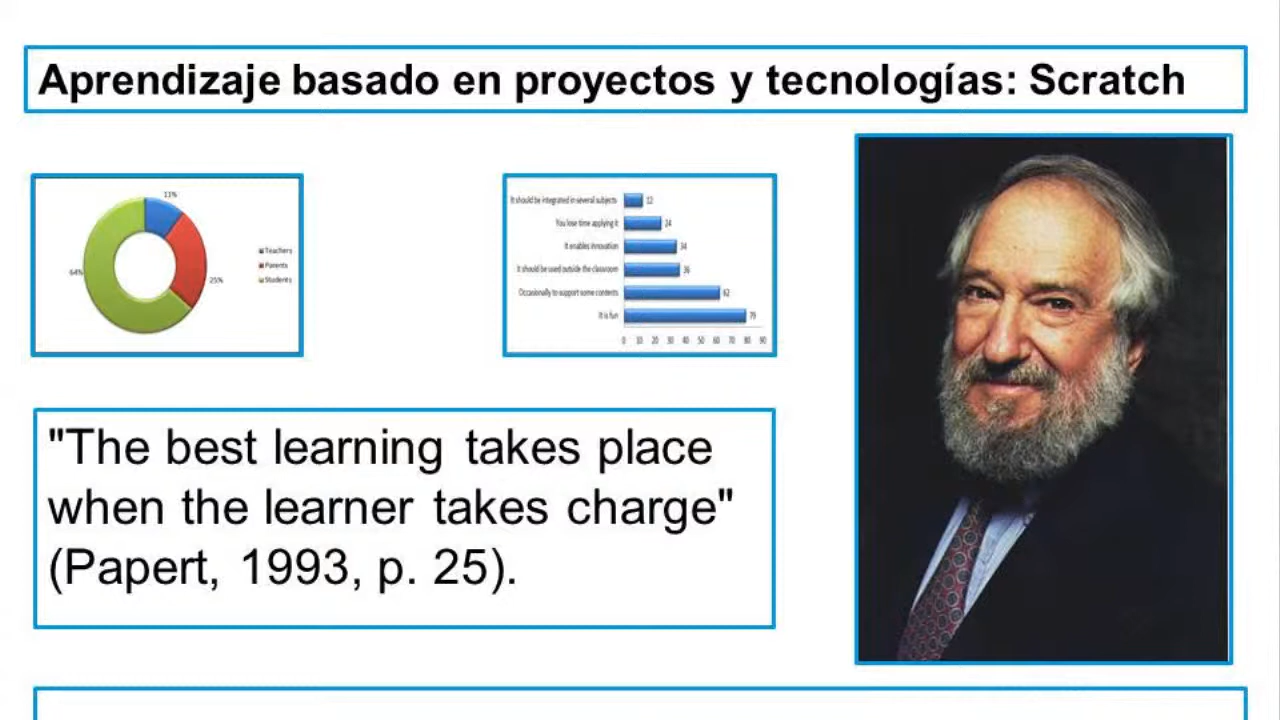 Aprendizaje basado en proyectos y tecnologías: Scratch
11%
64%
25%
Teachers
Parents
Students
It should be integrated in several subjects 12
You lose time applying it 24
It enables innovation 34
It should be used outside the classroom 36
Occasionally to support some contents 62
It is fun 79
0 10 20 30 40 50 60 70 80 90
"The best learning takes place
when the learner takes charge"
(Papert, 1993, p. 25).